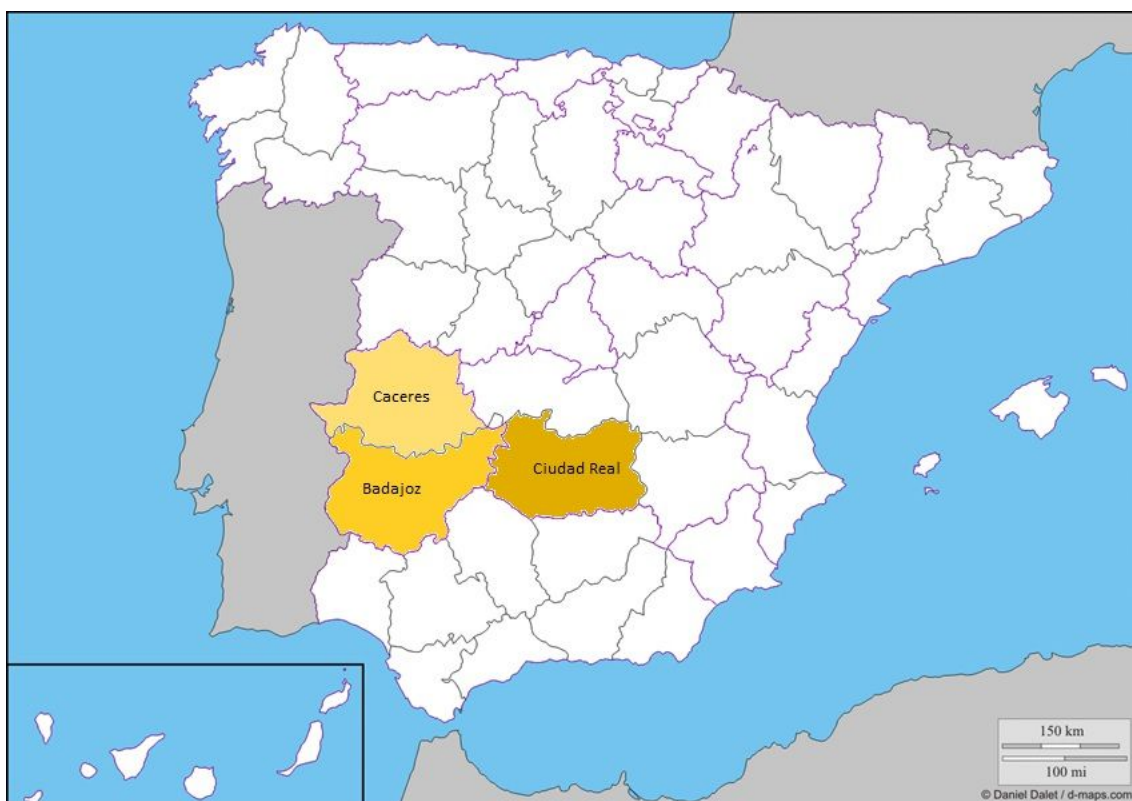 Caceres
Ciudad Real
Badajoz
150 km
100 mi
© Daniel Dalet / d-maps.com